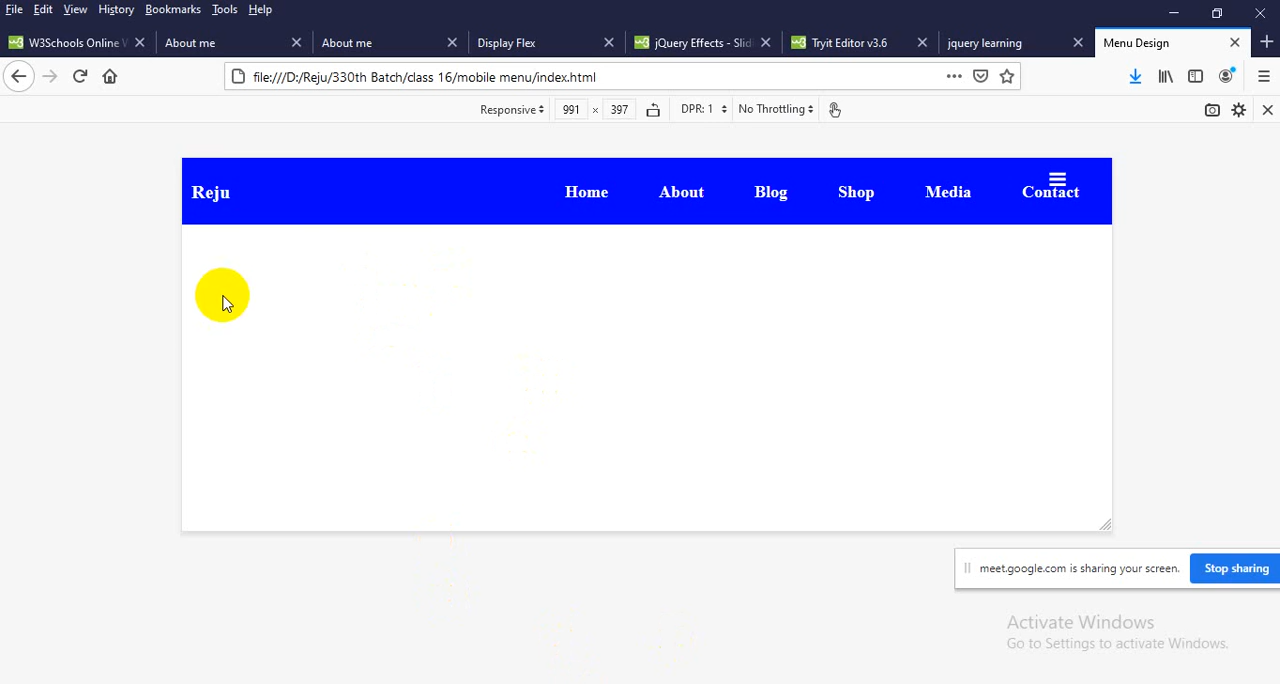 File Edit View History Bookmarks Tools Help
W3Schools Online W About me About me Display Flex jQuery Effects - Slidi Tryit Editor v3.6 jquery learning Menu Design
file:///D:/Reju/330th Batch/class 16/mobile menu/index.html
Responsive 991 × 397 DPR: 1 No Throttling
Reju Home About Blog Shop Media Contact
meet.google.com is sharing your screen. Stop sharing
Activate Windows
Go to Settings to activate Windows.